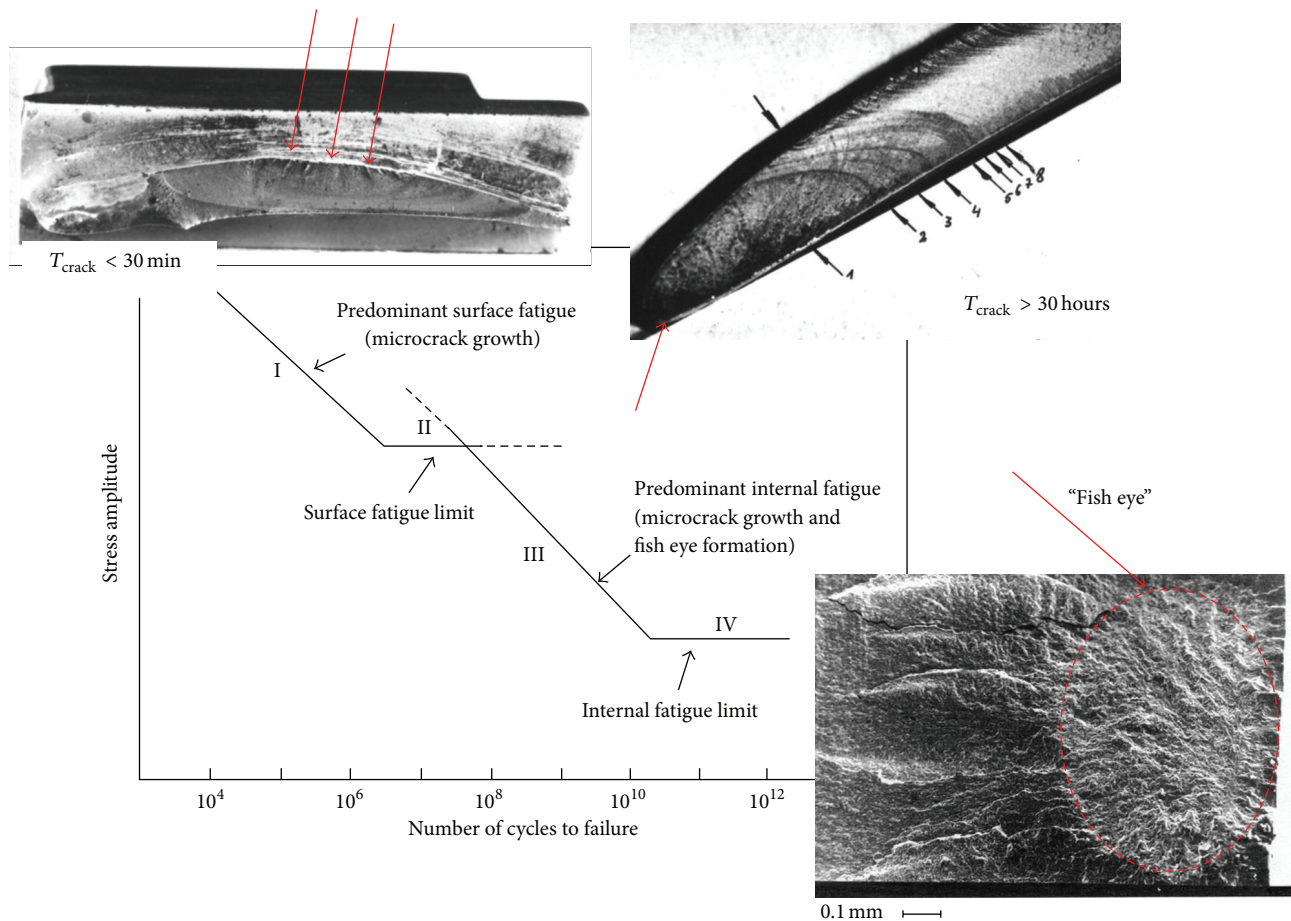 T_crack < 30 min
1
2
3
4
5
6
7
8
T_crack > 30 hours
Predominant surface fatigue
(microcrack growth)
I
II
Surface fatigue limit
Predominant internal fatigue
(microcrack growth and
fish eye formation)
III
IV
Internal fatigue limit
"Fish eye"
Stress amplitude
10^4
10^6
10^8
10^10
10^12
Number of cycles to failure
0.1 mm